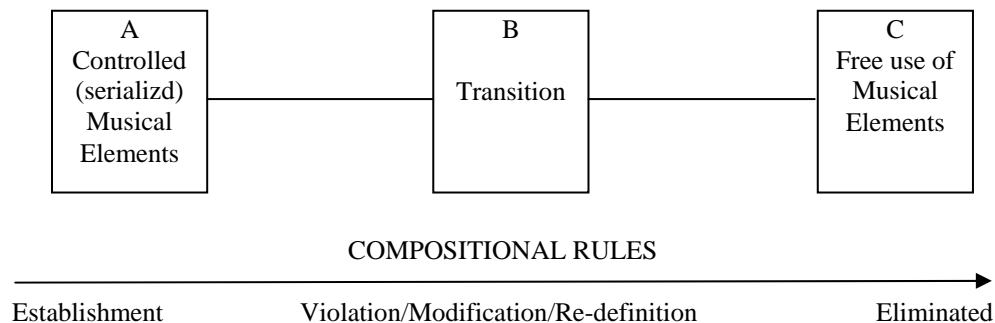 A
Controlled
(serializd)
Musical
Elements
B
Transition
C
Free use of
Musical
Elements
COMPOSITIONAL RULES
Establishment
Violation/Modification/Re-definition
Eliminated